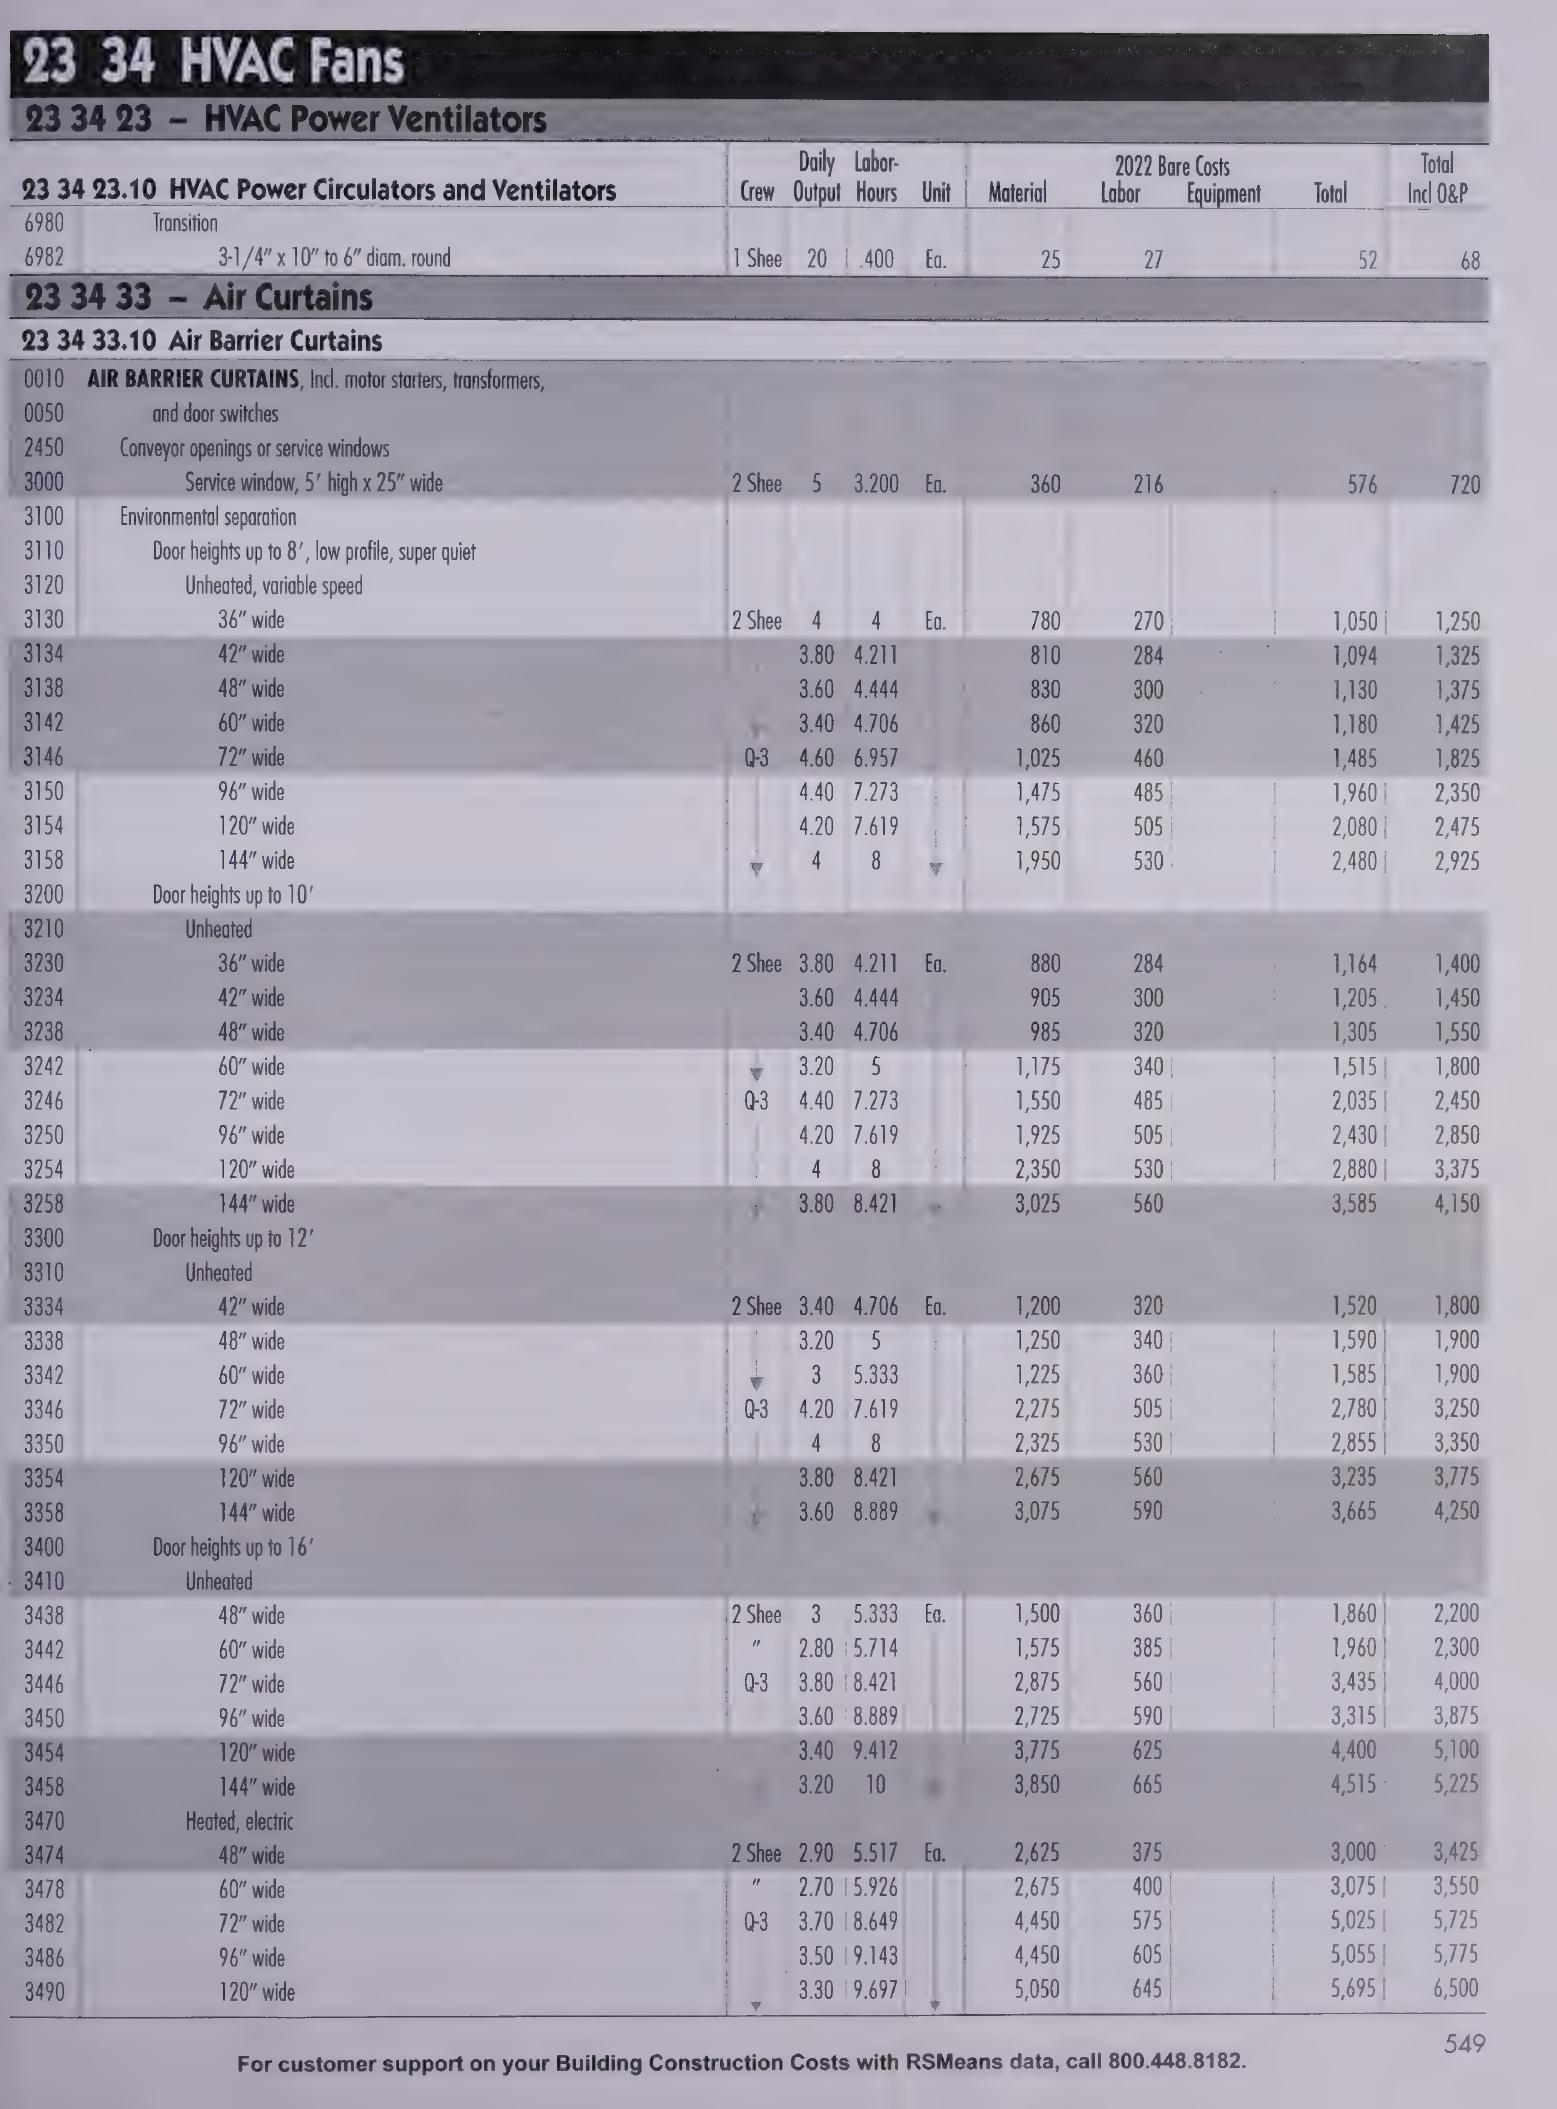 23 34 HVAC Fans
23 34 23 – HVAC Power Ventilators
23 34 23.10 HVAC Power Circulators and Ventilators Crew Daily Output Labor-Hours Unit 2022 Bare Costs Material Labor Equipment Total Total Incl O&P
6980 Transition
6982 3-1/4" x 10" to 6" diam. round 1 Shee 20 .400 Ea. 25 27 52 68
23 34 33 – Air Curtains
23 34 33.10 Air Barrier Curtains
0010 AIR BARRIER CURTAINS, Incl. motor starters, transformers,
0050 and door switches
2450 Conveyor openings or service windows
3000 Service window, 5' high x 25" wide 2 Shee 5 3.200 Ea. 360 216 576 720
3100 Environmental separation
3110 Door heights up to 8', low profile, super quiet
3120 Unheated, variable speed
3130 36" wide 2 Shee 4 4 Ea. 780 270 1,050 1,250
3134 42" wide 3.80 4.211 810 284 1,094 1,325
3138 48" wide 3.60 4.444 830 300 1,130 1,375
3142 60" wide 3.40 4.706 860 320 1,180 1,425
3146 72" wide Q-3 4.60 6.957 1,025 460 1,485 1,825
3150 96" wide 4.40 7.273 1,475 485 1,960 2,350
3154 120" wide 4.20 7.619 1,575 505 2,080 2,475
3158 144" wide 4 8 1,950 530 2,480 2,925
3200 Door heights up to 10'
3210 Unheated
3230 36" wide 2 Shee 3.80 4.211 Ea. 880 284 1,164 1,400
3234 42" wide 3.60 4.444 905 300 1,205 1,450
3238 48" wide 3.40 4.706 985 320 1,305 1,550
3242 60" wide 3.20 5 1,175 340 1,515 1,800
3246 72" wide Q-3 4.40 7.273 1,550 485 2,035 2,450
3250 96" wide 4.20 7.619 1,925 505 2,430 2,850
3254 120" wide 4 8 2,350 530 2,880 3,375
3258 144" wide 3.80 8.421 3,025 560 3,585 4,150
3300 Door heights up to 12'
3310 Unheated
3334 42" wide 2 Shee 3.40 4.706 Ea. 1,200 320 1,520 1,800
3338 48" wide 3.20 5 1,250 340 1,590 1,900
3342 60" wide 3 5.333 1,225 360 1,585 1,900
3346 72" wide Q-3 4.20 7.619 2,275 505 2,780 3,250
3350 96" wide 4 8 2,325 530 2,855 3,350
3354 120" wide 3.80 8.421 2,675 560 3,235 3,775
3358 144" wide 3.60 8.889 3,075 590 3,665 4,250
3400 Door heights up to 16'
3410 Unheated
3438 48" wide 2 Shee 3 5.333 Ea. 1,500 360 1,860 2,200
3442 60" wide " 2.80 5.714 1,575 385 1,960 2,300
3446 72" wide Q-3 3.80 8.421 2,875 560 3,435 4,000
3450 96" wide 3.60 8.889 2,725 590 3,315 3,875
3454 120" wide 3.40 9.412 3,775 625 4,400 5,100
3458 144" wide 3.20 10 3,850 665 4,515 5,225
3470 Heated, electric
3474 48" wide 2 Shee 2.90 5.517 Ea. 2,625 375 3,000 3,425
3478 60" wide " 2.70 5.926 2,675 400 3,075 3,550
3482 72" wide Q-3 3.70 8.649 4,450 575 5,025 5,725
3486 96" wide 3.50 9.143 4,450 605 5,055 5,775
3490 120" wide 3.30 9.697 5,050 645 5,695 6,500
549
For customer support on your Building Construction Costs with RSMeans data, call 800.448.8182.